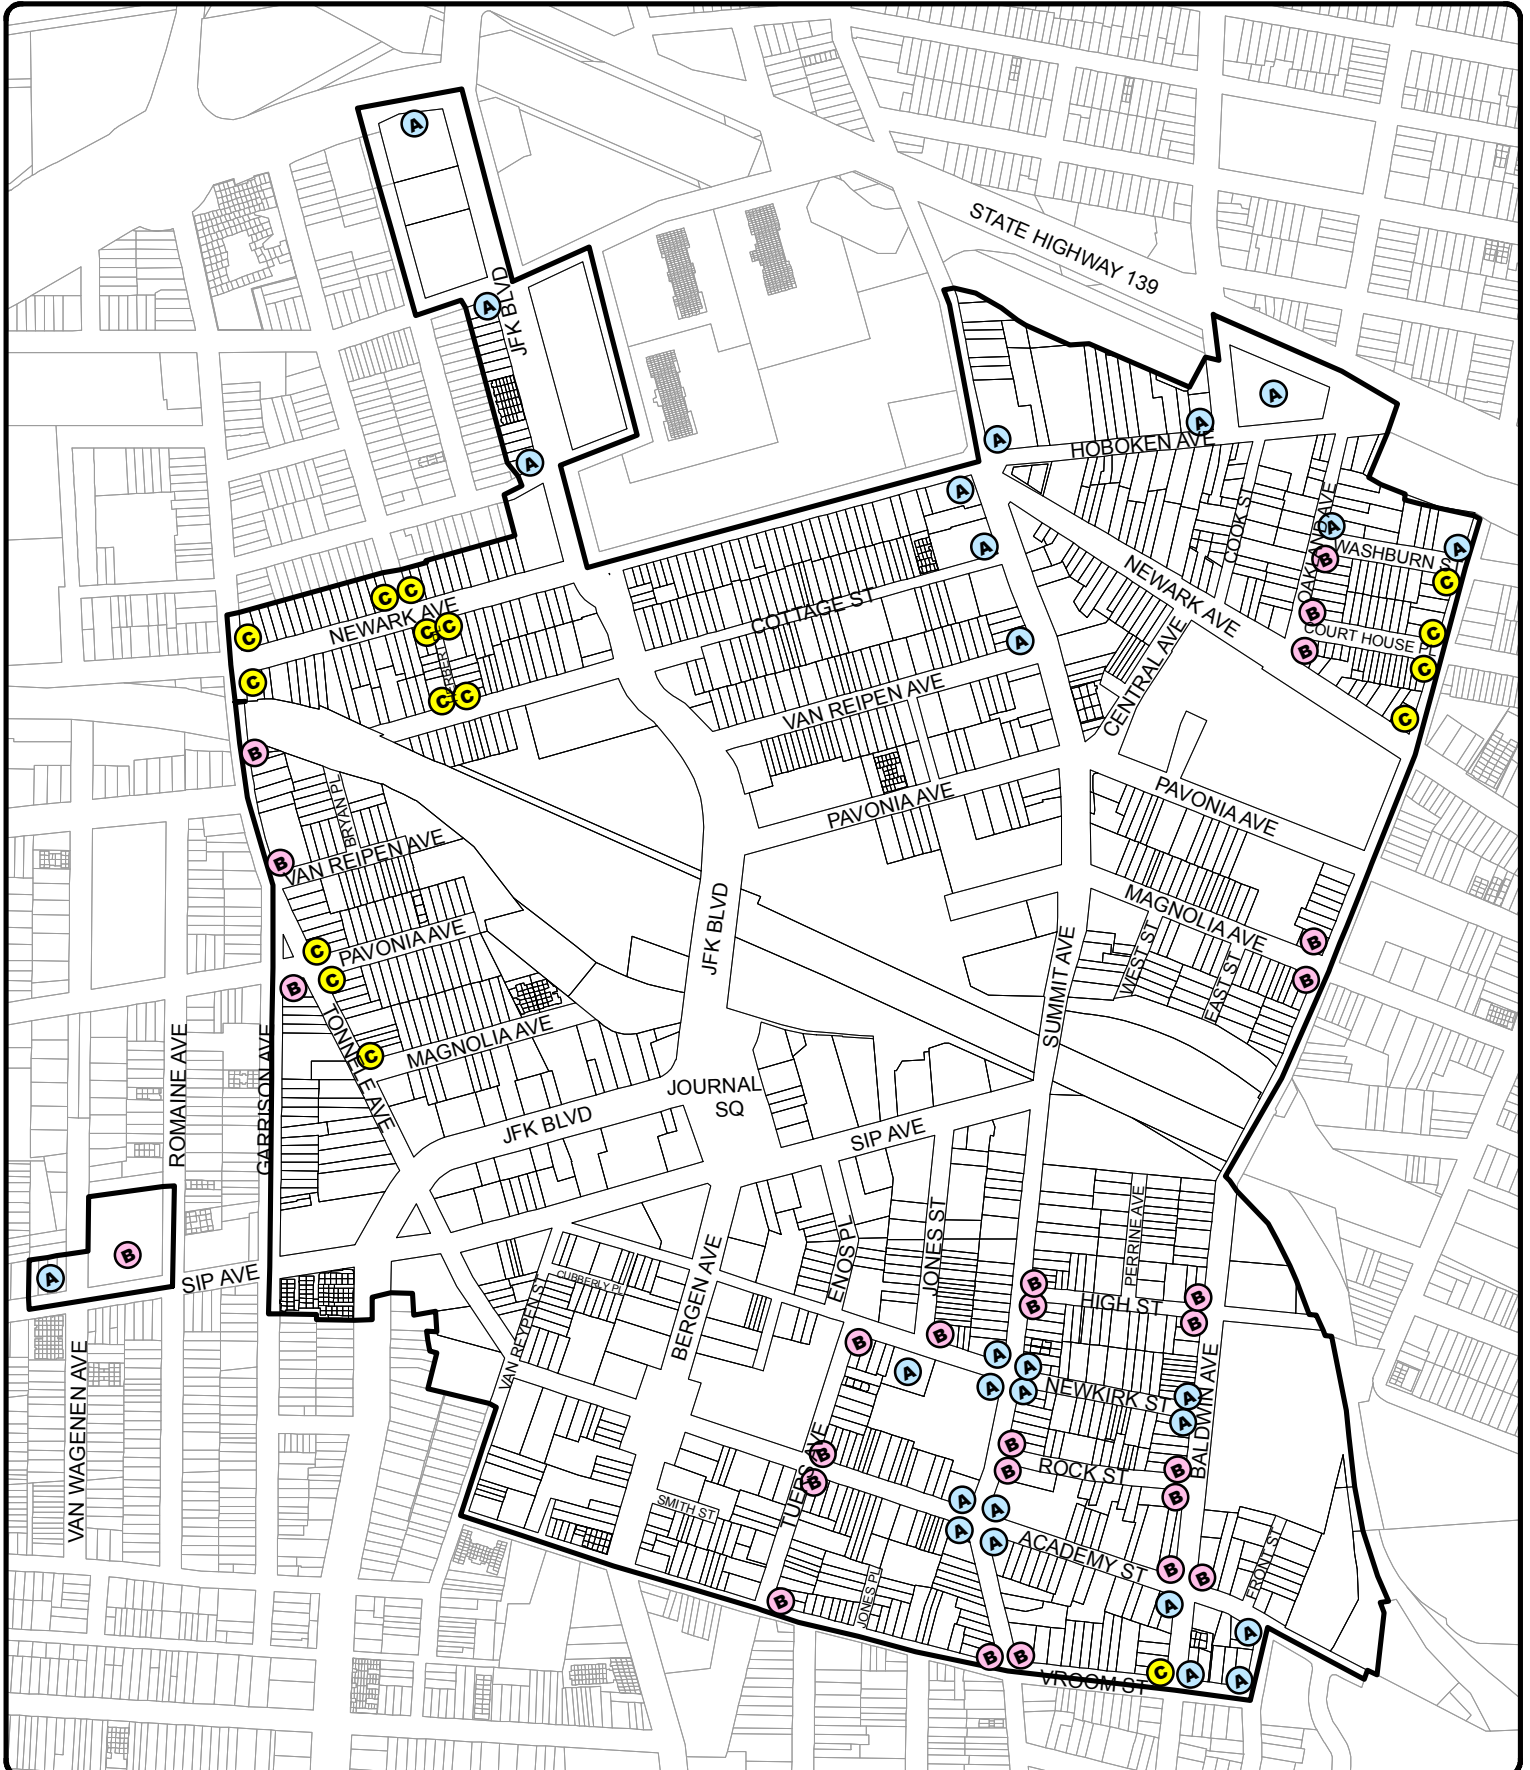 A
STATE HIGHWAY 139
JFK BLVD
A
A
A
A
HOBOKEN AVE
A
A
A
COOK S
OAKLAND AVE
A
WASHBURN S
A
B
C
A
COTTAGE ST
NEWARK AVE
C
C
C
C
NEWARK AVE
C
C
C
C
B
COURT HOUSE PL
C
B
C
C
A
VAN REIPEN AVE
CENTRAL AVE
B
BRYAN PL
PAVONIA AVE
PAVONIA AVE
B
VAN REIPEN AVE
JFK BLVD
MAGNOLIA AVE
B
C
PAVONIA AVE
C
B
SUMMIT AVE
WEST ST
EAST ST
B
ROMAINE AVE
GARRISON AVE
TONNELE AVE
C
MAGNOLIA AVE
JOURNAL
SQ
JFK BLVD
SIP AVE
B
A
SIP AVE
VAN WAGENEN AVE
CUBBERLY PL
VAN REYPEN S
BERGEN AVE
ENOS PL
JONES ST
PERRINE AVE
B
B
HIGH ST
B
B
B
B
A
A
A
A
A
NEWKIRK ST
A
A
BALDWIN AVE
B
B
TUERS AVE
B
B
ROCK ST
B
B
SMITH ST
A
A
A
A
ACADEMY ST
B
B
FRONT S
JONES PL
B
A
A
B
B
VROOM ST
C
A
A